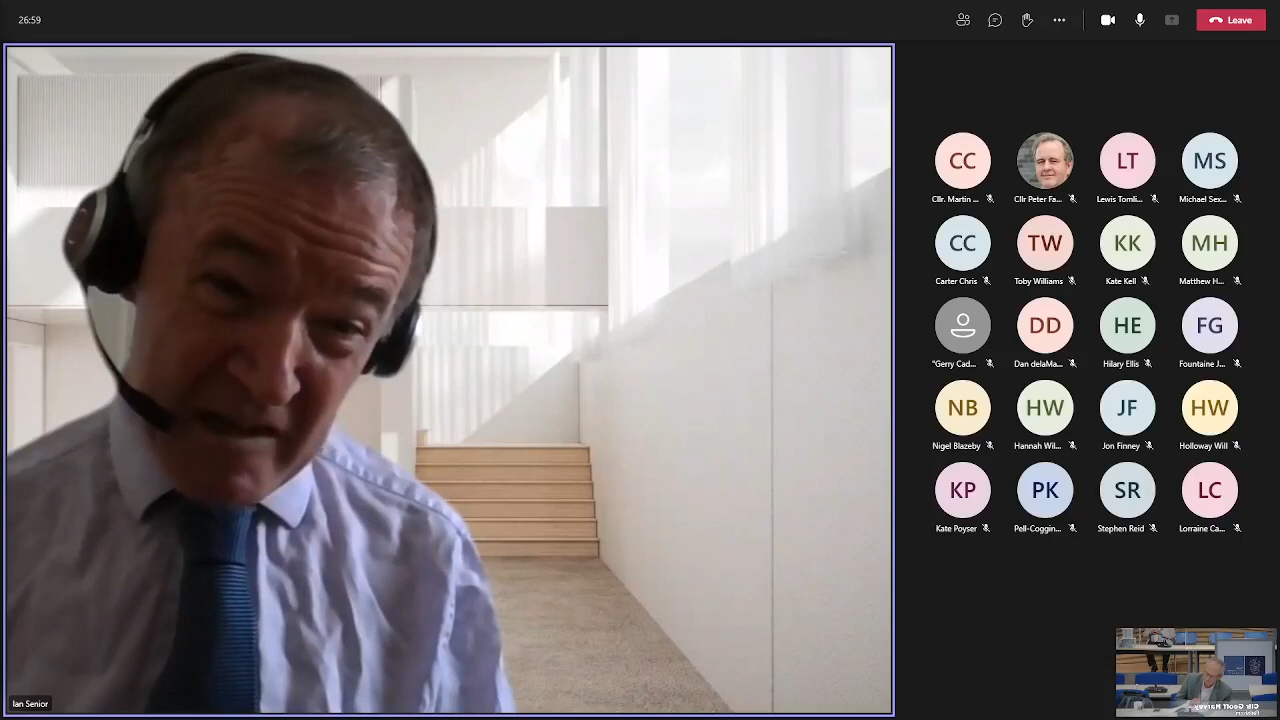 26:59
Leave
CC
LT
MS
Cllr. Martin ...
Cllr Peter Fa...
Lewis Tomli...
Michael Sex...
CC
TW
KK
MH
Carter Chris
Toby Williams
Kate Kell
Matthew H...
DD
HE
FG
"Gerry Cad...
Dan delaMa...
Hilary Ellis
Fountaine J...
NB
HW
JF
HW
Nigel Blazeby
Hannah Wil...
Jon Finney
Holloway Will
KP
PK
SR
LC
Kate Poyser
Pell-Coggin...
Stephen Reid
Lorraine Ca...
Ian Senior
Cllr Geoff Harvey